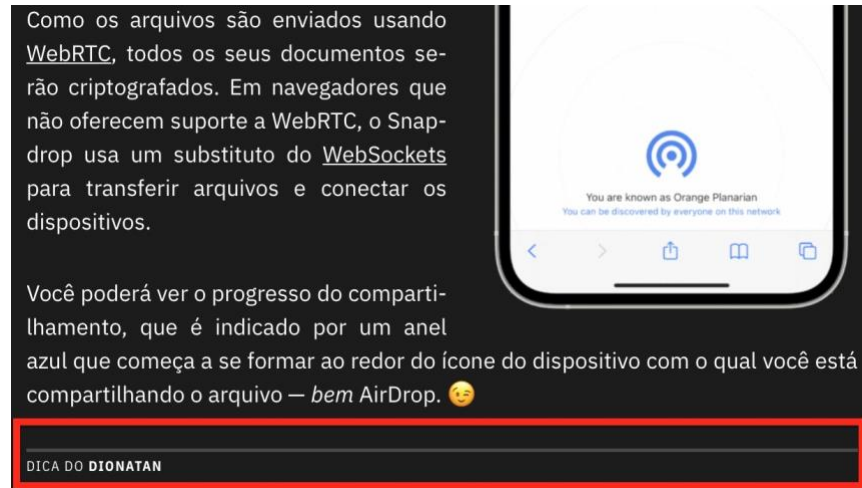 Como os arquivos são enviados usando
WebRTC, todos os seus documentos se-
rão criptografados. Em navegadores que
não oferecem suporte a WebRTC, o Snap-
drop usa um substituto do WebSockets
para transferir arquivos e conectar os
dispositivos.
Você poderá ver o progresso do comparti-
lhamento, que é indicado por um anel
azul que começa a se formar ao redor do ícone do dispositivo com o qual você está
compartilhando o arquivo — bem AirDrop. 😉
You are known as Orange Planarian
You can be discovered by everyone on this network
DICA DO DIONATAN